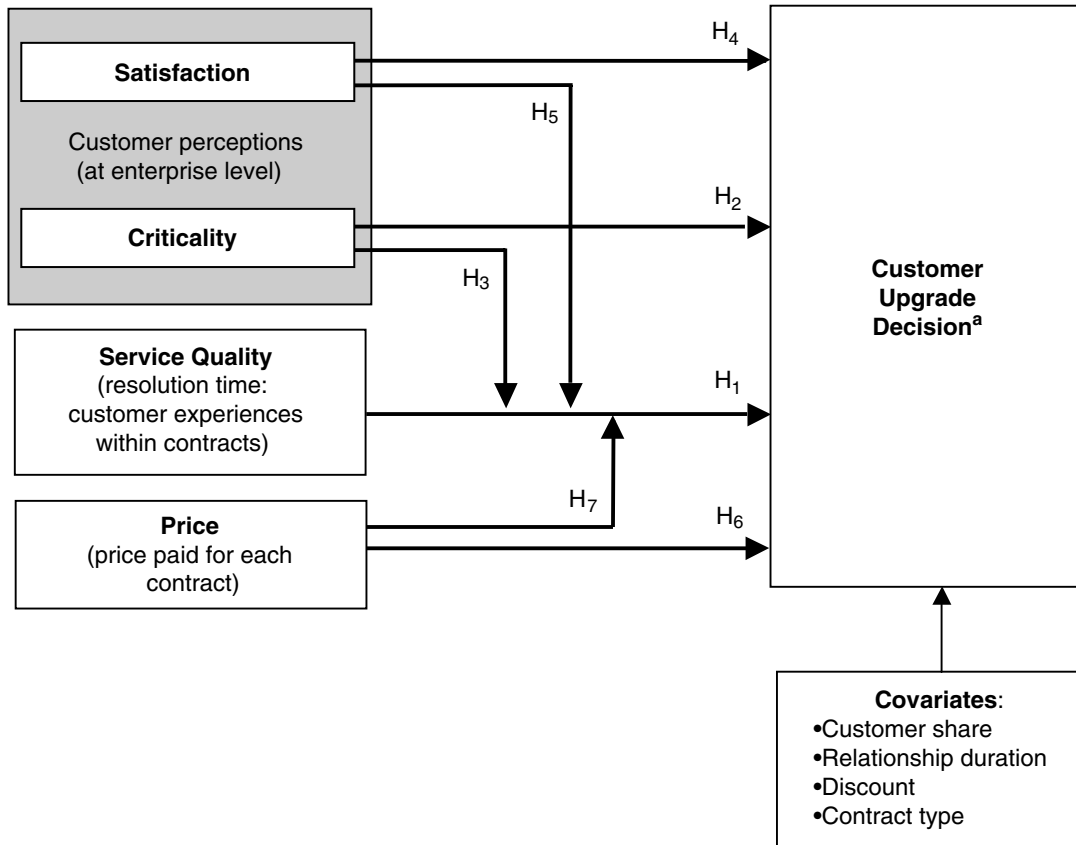 Satisfaction
Customer perceptions
(at enterprise level)
Criticality
H4
H5
H2
H3
Service Quality
(resolution time:
customer experiences
within contracts)
H1
Price
(price paid for each
contract)
H7
H6
Customer
Upgrade
Decisionª
Covariates:
•Customer share
•Relationship duration
•Discount
•Contract type